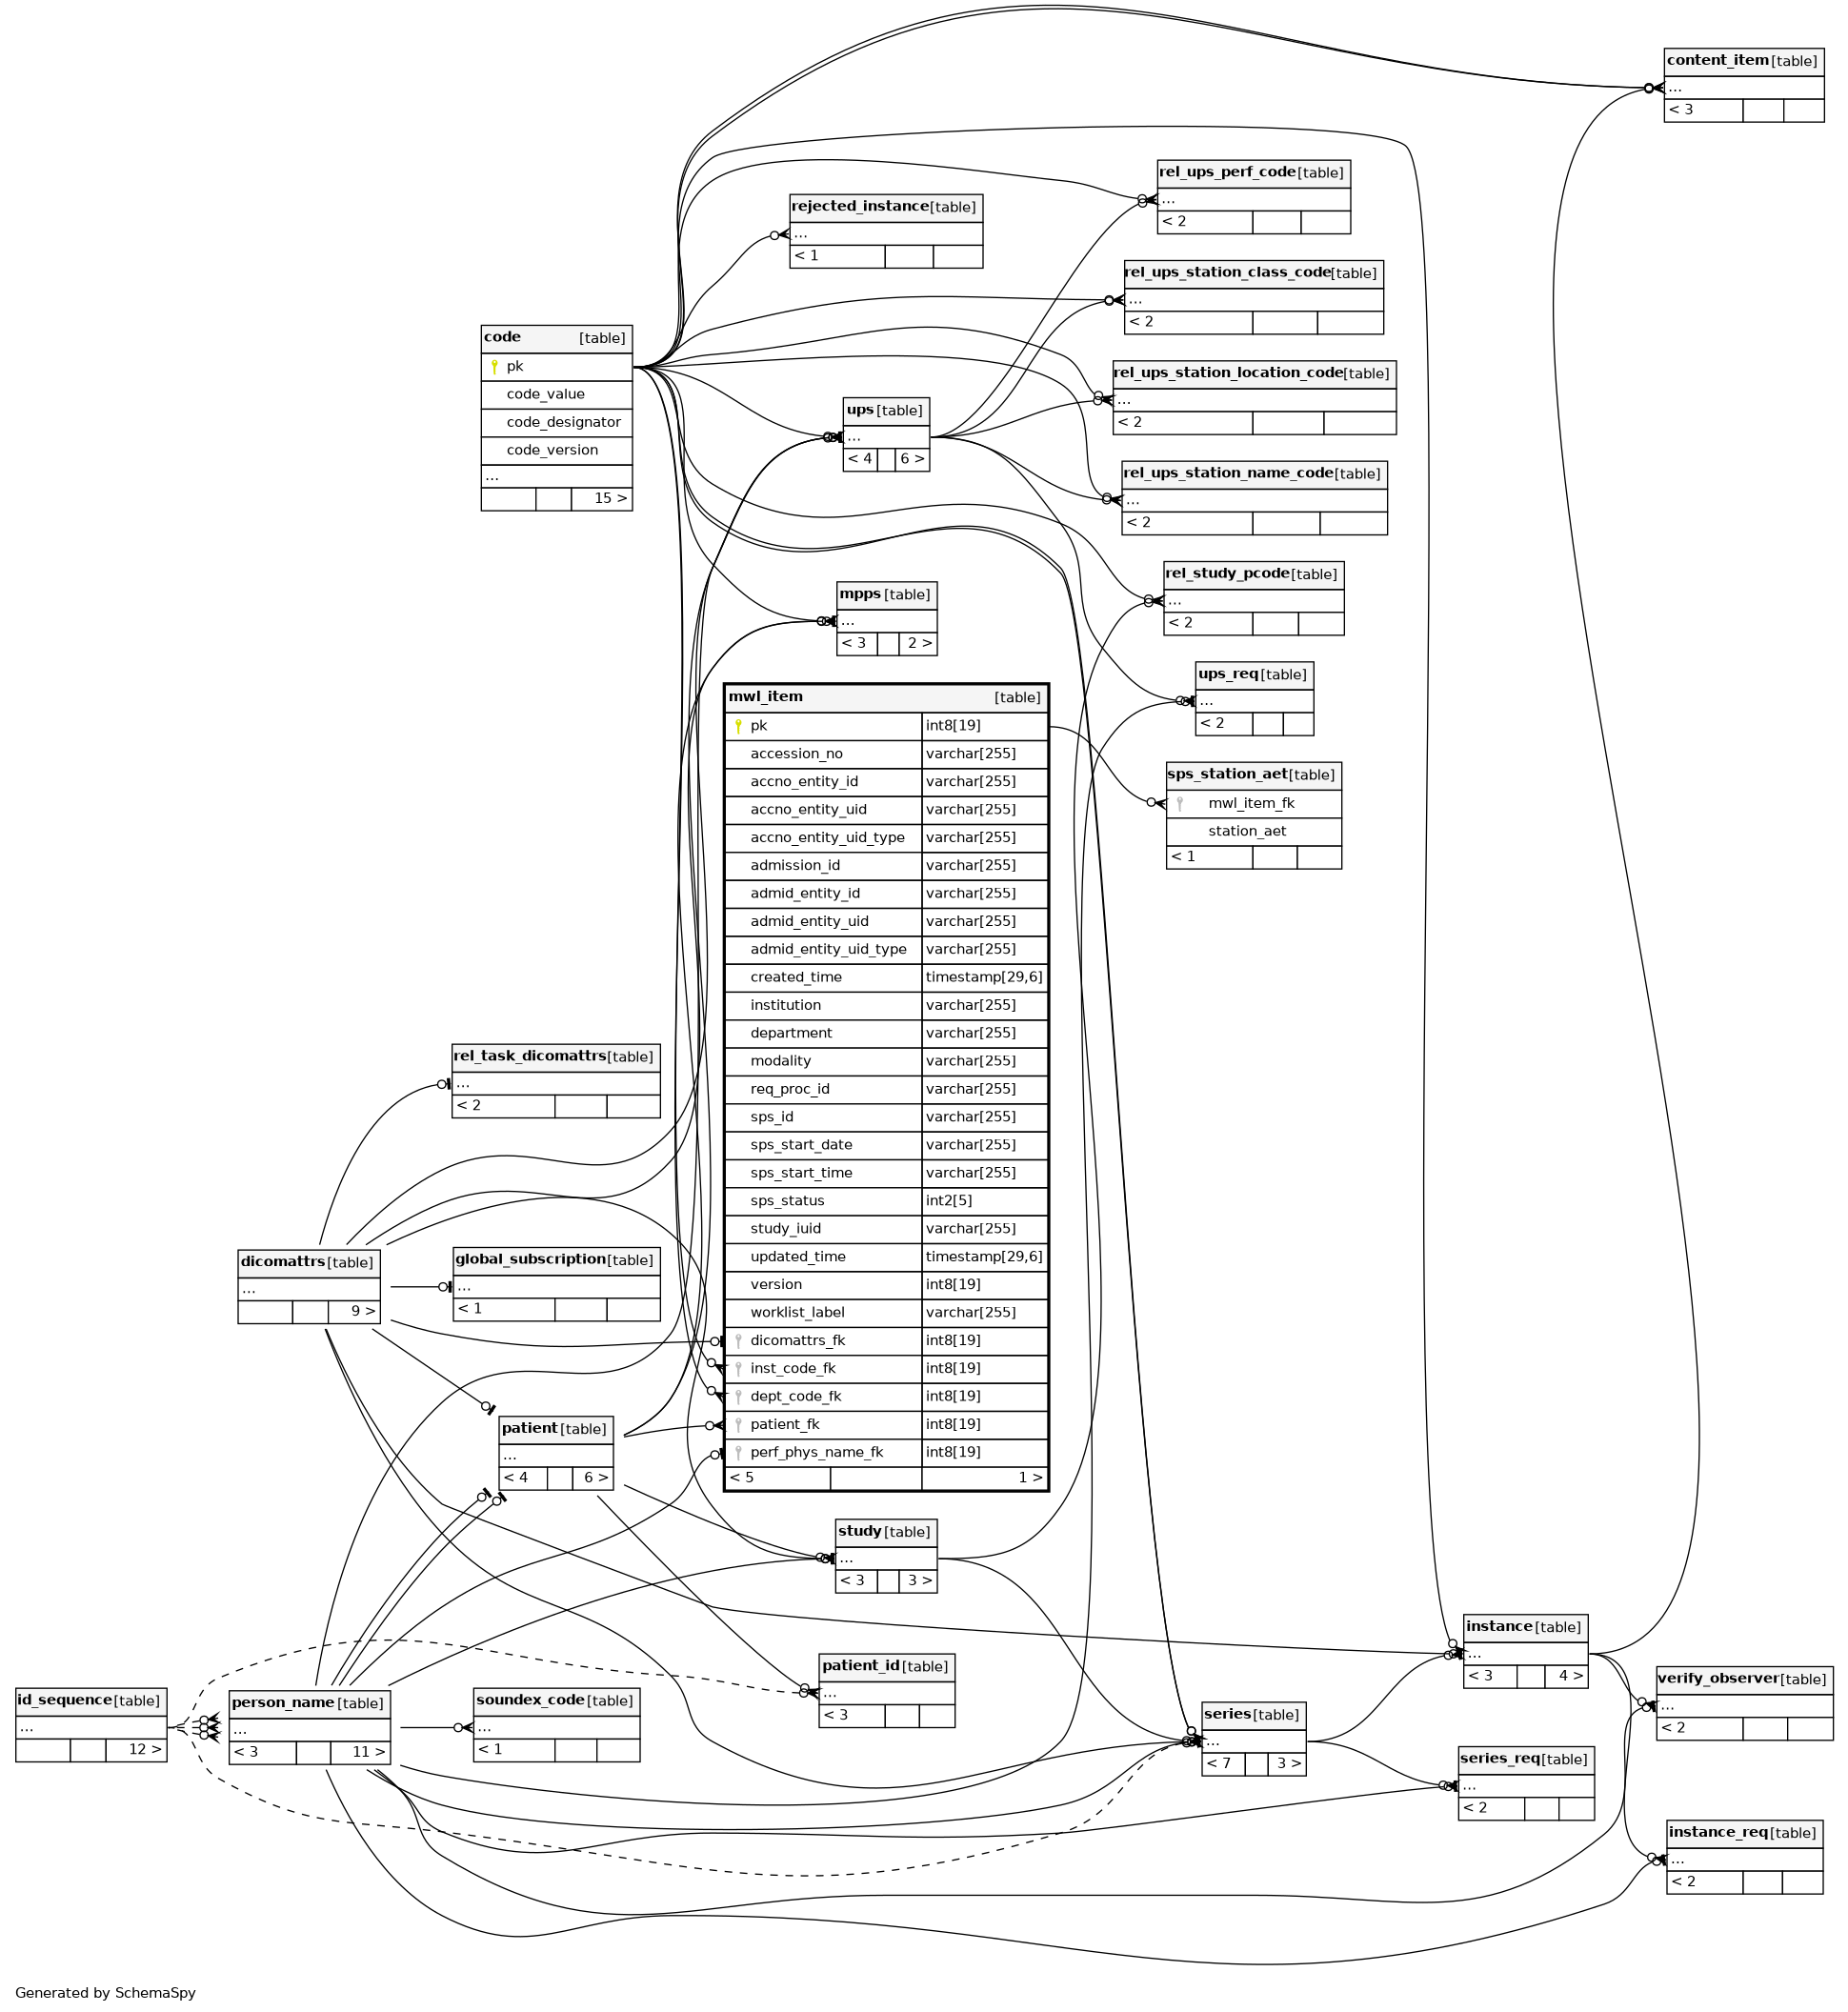 content_item [table]
...
< 3
rel_ups_perf_code [table]
...
< 2
rejected_instance [table]
...
< 1
rel_ups_station_class_code [table]
...
< 2
code [table]
pk
code_value
code_designator
code_version
...
15 >
rel_ups_station_location_code [table]
...
< 2
ups [table]
...
< 4 6 >
rel_ups_station_name_code [table]
...
< 2
rel_study_pcode [table]
...
< 2
mpps [table]
...
< 3 2 >
ups_req [table]
...
< 2
mwl_item [table]
pk int8[19]
accession_no varchar[255]
accno_entity_id varchar[255]
accno_entity_uid varchar[255]
accno_entity_uid_type varchar[255]
admission_id varchar[255]
admid_entity_id varchar[255]
admid_entity_uid varchar[255]
admid_entity_uid_type varchar[255]
created_time timestamp[29,6]
institution varchar[255]
department varchar[255]
modality varchar[255]
req_proc_id varchar[255]
sps_id varchar[255]
sps_start_date varchar[255]
sps_start_time varchar[255]
sps_status int2[5]
study_iuid varchar[255]
updated_time timestamp[29,6]
version int8[19]
worklist_label varchar[255]
dicomattrs_fk int8[19]
inst_code_fk int8[19]
dept_code_fk int8[19]
patient_fk int8[19]
perf_phys_name_fk int8[19]
< 5 1 >
sps_station_aet [table]
mwl_item_fk
station_aet
< 1
rel_task_dicomattrs [table]
...
< 2
dicomattrs [table]
...
9 >
global_subscription [table]
...
< 1
patient [table]
...
< 4 6 >
study [table]
...
< 3 3 >
instance [table]
...
< 3 4 >
patient_id [table]
...
< 3
verify_observer [table]
...
< 2
id_sequence [table]
...
12 >
person_name [table]
...
< 3 11 >
soundex_code [table]
...
< 1
series [table]
...
< 7 3 >
series_req [table]
...
< 2
instance_req [table]
...
< 2
Generated by SchemaSpy